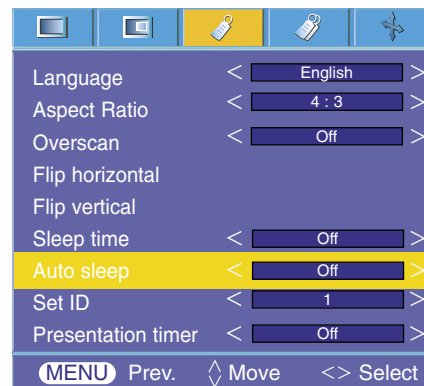 Language < English >
Aspect Ratio < 4 : 3 >
Overscan < Off >
Flip horizontal
Flip vertical
Sleep time < Off >
Auto sleep < Off >
Set ID < 1 >
Presentation timer < Off >
MENU Prev. Move <> Select